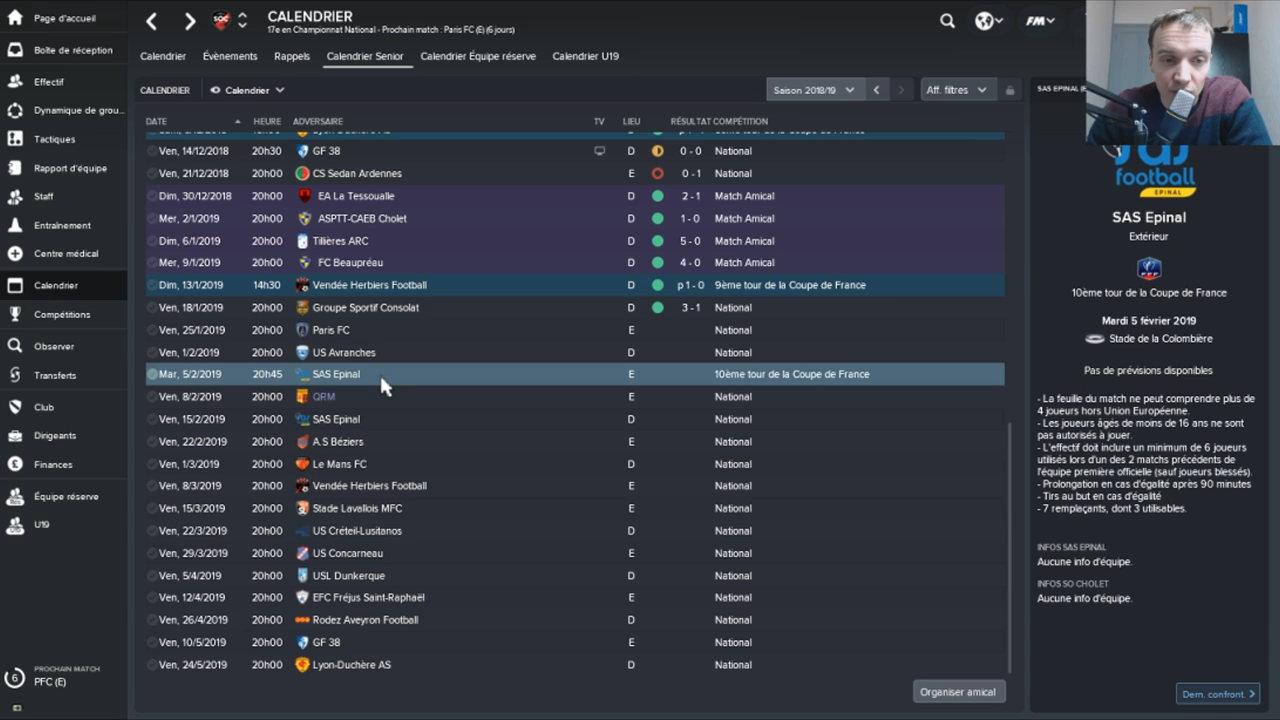 Page d'accueil
Boîte de réception
Effectif
Dynamique de grou...
Tactiques
Rapport d'équipe
Staff
Entraînement
Centre médical
Calendrier
Compétitions
Observer
Transferts
Club
Dirigeants
Finances
Équipe réserve
U19
6
PROCHAIN MATCH
PFC (E)
SOC
CALENDRIER
17e en Championnat National - Prochain match : Paris FC (E) (6 jours)
FM
Calendrier Évènements Rappels Calendrier Senior Calendrier Équipe réserve Calendrier U19
CALENDRIER Calendrier Saison 2018/19 Aff. filtres
DATE HEURE ADVERSAIRE TV LIEU RÉSULTAT COMPÉTITION
Ven, 14/12/2018 20h30 GF 38 D 0 - 0 National
Ven, 21/12/2018 20h00 CS Sedan Ardennes E 0 - 1 National
Dim, 30/12/2018 20h00 EA La Tessoualle D 2 - 1 Match Amical
Mer, 2/1/2019 20h00 ASPTT-CAEB Cholet D 1 - 0 Match Amical
Dim, 6/1/2019 20h00 Tillières ARC D 5 - 0 Match Amical
Mer, 9/1/2019 20h00 FC Beaupréau D 4 - 0 Match Amical
Dim, 13/1/2019 14h30 Vendée Herbiers Football D p 1 - 0 9ème tour de la Coupe de France
Ven, 18/1/2019 20h00 Groupe Sportif Consolat D 3 - 1 National
Ven, 25/1/2019 20h00 Paris FC E National
Ven, 1/2/2019 20h00 US Avranches D National
Mar, 5/2/2019 20h45 SAS Epinal E 10ème tour de la Coupe de France
Ven, 8/2/2019 20h00 QRM E National
Ven, 15/2/2019 20h00 SAS Epinal D National
Ven, 22/2/2019 20h00 A.S Béziers E National
Ven, 1/3/2019 20h00 Le Mans FC D National
Ven, 8/3/2019 20h00 Vendée Herbiers Football E National
Ven, 15/3/2019 20h00 Stade Lavallois MFC E National
Ven, 22/3/2019 20h00 US Créteil-Lusitanos D National
Ven, 29/3/2019 20h00 US Concarneau E National
Ven, 5/4/2019 20h00 USL Dunkerque D National
Ven, 12/4/2019 20h00 EFC Fréjus Saint-Raphaël E National
Ven, 26/4/2019 20h00 Rodez Aveyron Football D National
Ven, 10/5/2019 20h00 GF 38 E National
Ven, 24/5/2019 20h00 Lyon-Duchère AS D National
Organiser amical
SAS EPINAL
football
EPINAL
SAS Epinal
Extérieur
FFF
10ème tour de la Coupe de France
Mardi 5 février 2019
Stade de la Colombière
Pas de prévisions disponibles
- La feuille du match ne peut comprendre plus de
4 joueurs hors Union Européenne.
- Les joueurs âgés de moins de 16 ans ne sont
pas autorisés à jouer.
- L'effectif doit inclure un minimum de 6 joueurs
utilisés lors d'un des 2 matchs précédents de
l'équipe première officielle (sauf joueurs blessés).
- Prolongation en cas d'égalité après 90 minutes
- Tirs au but en cas d'égalité
- 7 remplaçants, dont 3 utilisables.
INFOS SAS EPINAL
Aucune info d'équipe.
INFOS SO CHOLET
Aucune info d'équipe.
Dern. confront.